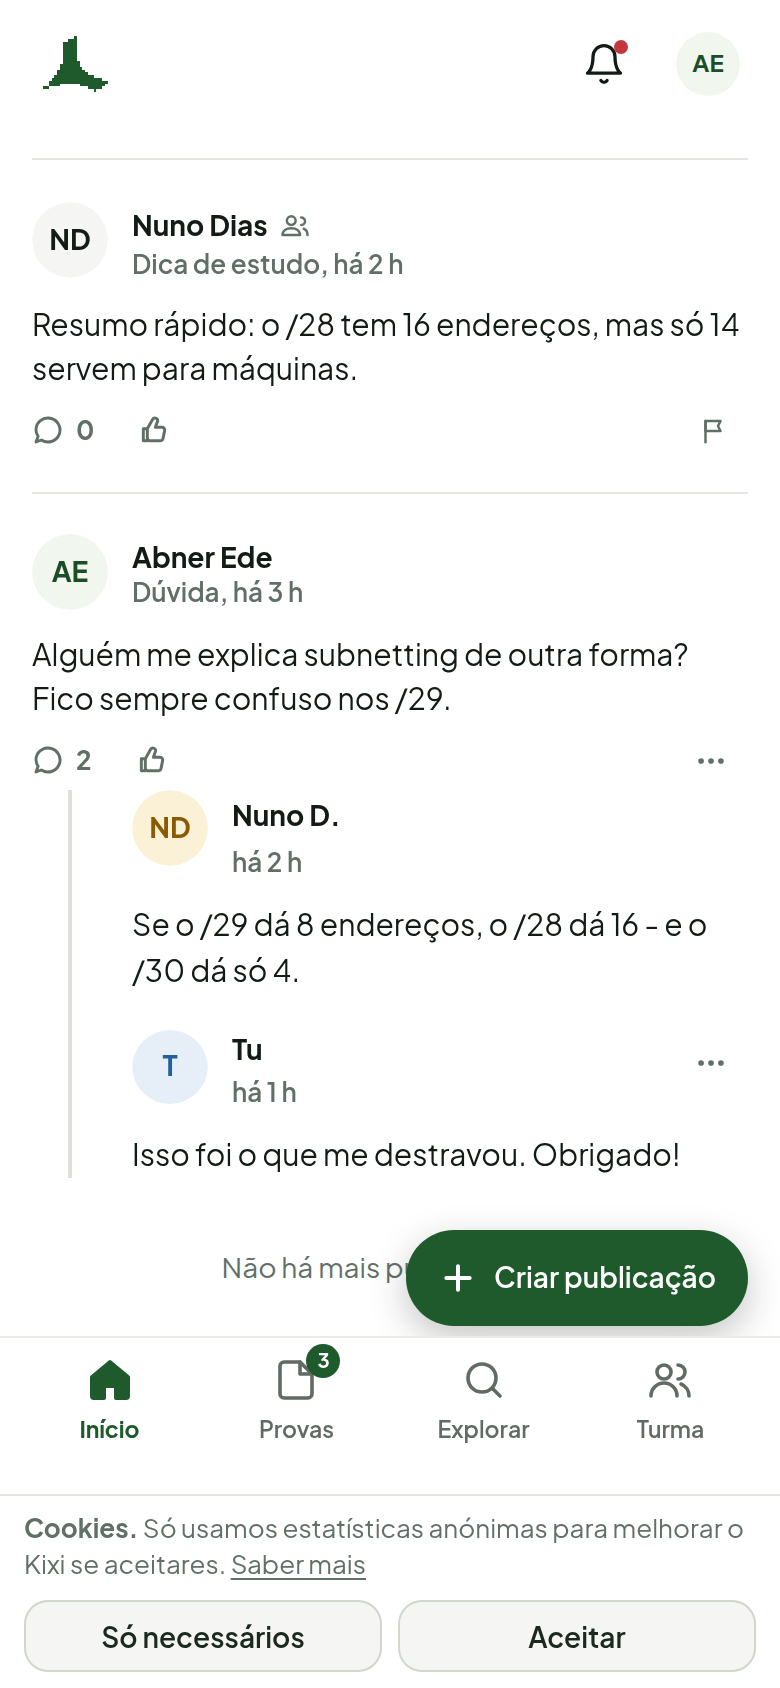 AE
ND
Nuno Dias
Dica de estudo, há 2 h
Resumo rápido: o /28 tem 16 endereços, mas só 14
servem para máquinas.
0
AE
Abner Ede
Dúvida, há 3 h
Alguém me explica subnetting de outra forma?
Fico sempre confuso nos /29.
2
ND
Nuno D.
há 2 h
Se o /29 dá 8 endereços, o /28 dá 16 - e o
/30 dá só 4.
T
Tu
há 1 h
Isso foi o que me destravou. Obrigado!
Não há mais
Criar publicação
3
Início
Provas
Explorar
Turma
Cookies. Só usamos estatísticas anónimas para melhorar o
Kixi se aceitares. Saber mais
Só necessários
Aceitar